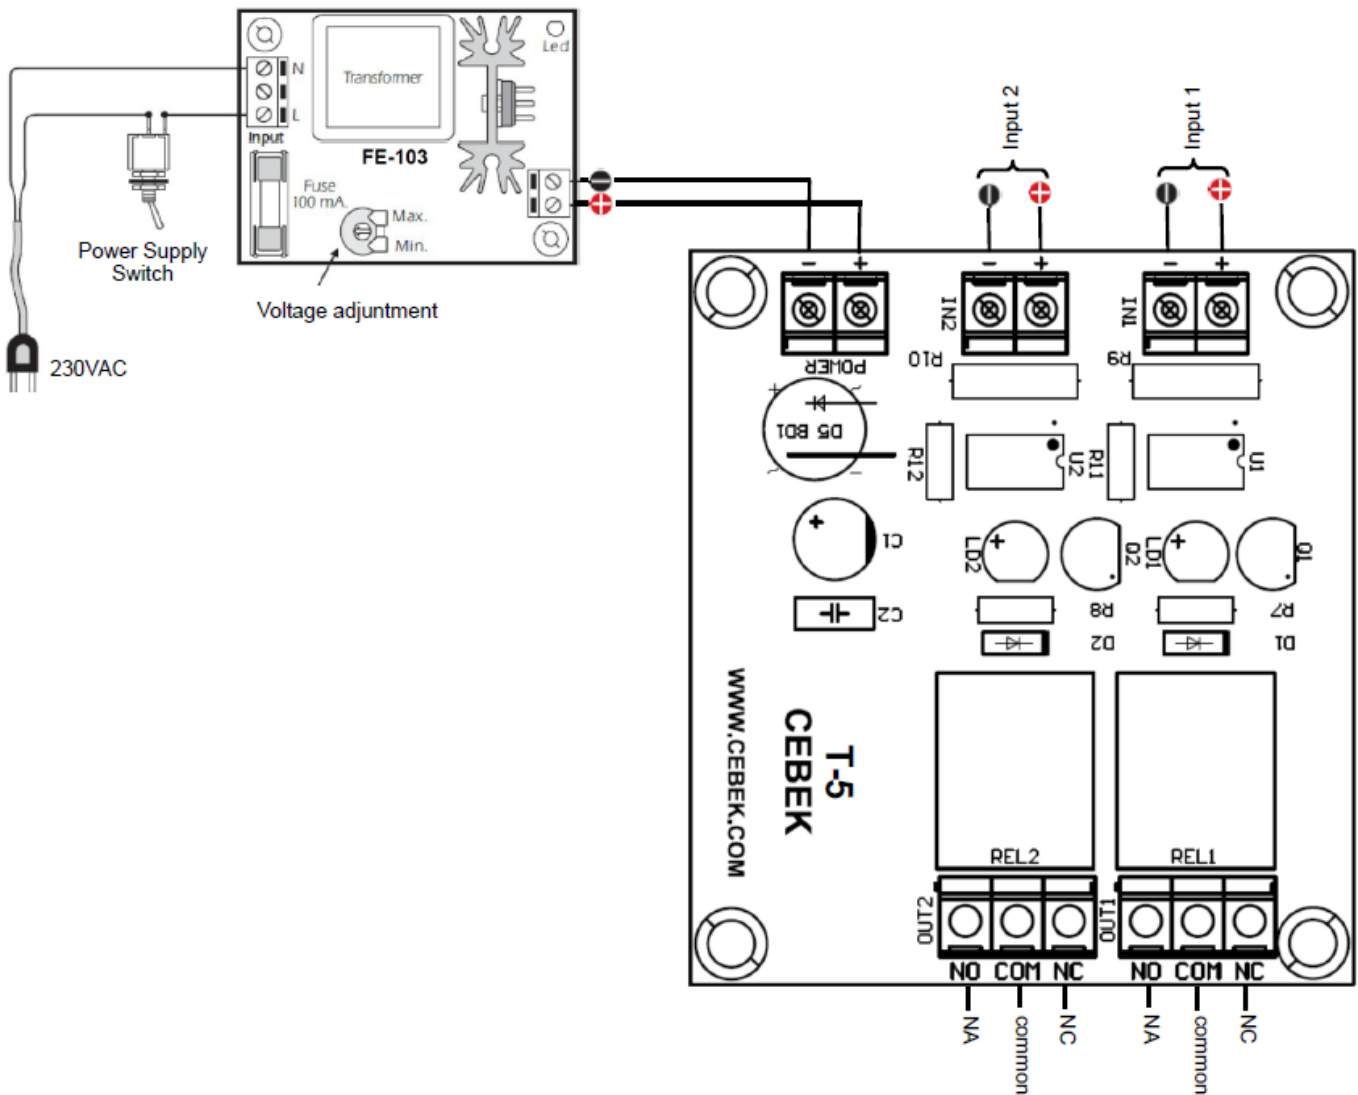 N
L
Input
Transformer
Led
FE-103
Fuse
100 mA.
Max.
Min.
Power Supply
Switch
Voltage adjuntment
230VAC
Input 2
Input 1
- +
- +
- +
POWER
IN2
IN1
R10
R9
D5 BD1
R12
U2
R11
U1
C1
LD2
Q2
LD1
Q1
C2
R8
R7
D2
D1
WWW.CEBEK.COM
CEBEK
T-5
REL2
REL1
OUT2
OUT1
NO COM NC
NO COM NC
NA
common
NC
NA
common
NC